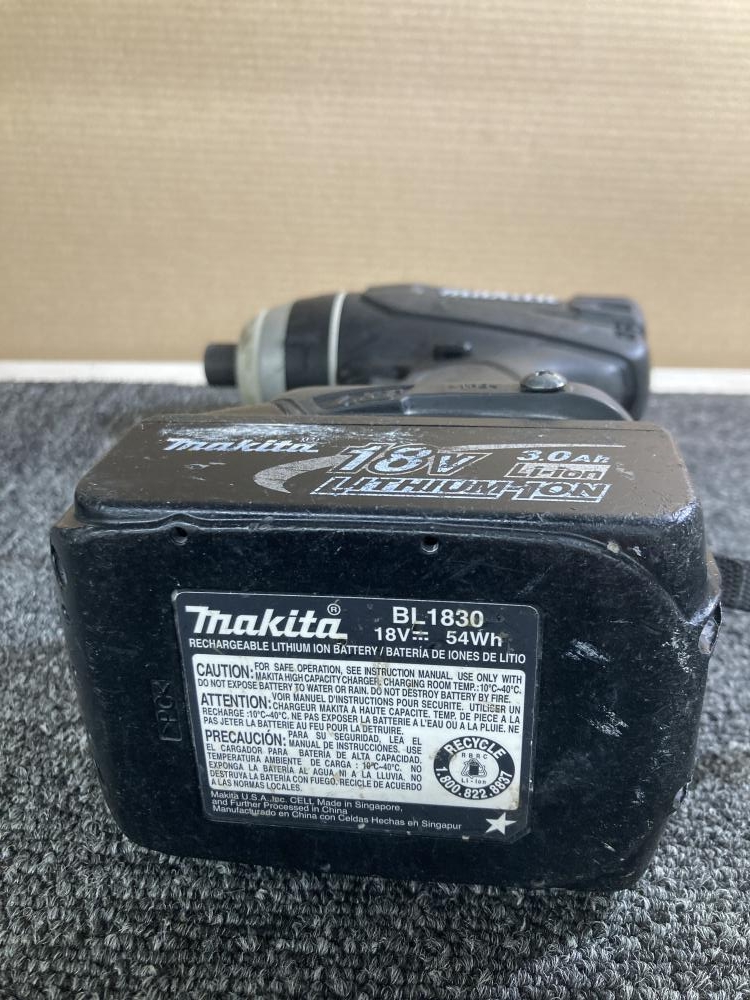 makita
makita
18V
3.0Ah
Li-ion
LITHIUM-ION
makita®
BL1830
18V⎓ 54Wh
RECHARGEABLE LITHIUM ION BATTERY / BATERÍA DE IONES DE LITIO
CAUTION: FOR SAFE OPERATION, SEE INSTRUCTION MANUAL. USE ONLY WITH
MAKITA HIGH CAPACITY CHARGER, CHARGING ROOM TEMP.:10°C~40°C.
DO NOT EXPOSE BATTERY TO WATER OR RAIN. DO NOT DESTROY BATTERY BY FIRE.
ATTENTION: VOIR MANUEL D'INSTRUCTIONS POUR SECURITE. UTILISER UN
CHARGEUR MAKITA A HAUTE CAPACITE. TEMP. DE PIECE A LA
RECHARGE :10°C~40°C. NE PAS EXPOSER LA BATTERIE A L'EAU OU A LA PLUIE. NE
PAS JETER LA BATTERIE AU FEU POUR LA DETRUIRE.
PRECAUCIÓN: PARA SU SEGURIDAD, LEA EL
MANUAL DE INSTRUCCIONES. USE
EL CARGADOR PARA BATERÍA DE ALTA CAPACIDAD.
TEMPERATURA AMBIENTE DE CARGA : 10°C~40°C. NO
EXPONGA LA BATERÍA AL AGUA NI A LA LLUVIA. NO
DESTRUYA LA BATERÍA CON FUEGO. RECICLE DE ACUERDO
A LAS NORMAS LOCALES.
RECYCLE
RBRC
Li-Ion
1.800.822.8837
Makita U.S.A., Inc. CELL Made in Singapore,
and Further Processed in China
Manufacturado en China con Celdas Hechas en Singapur